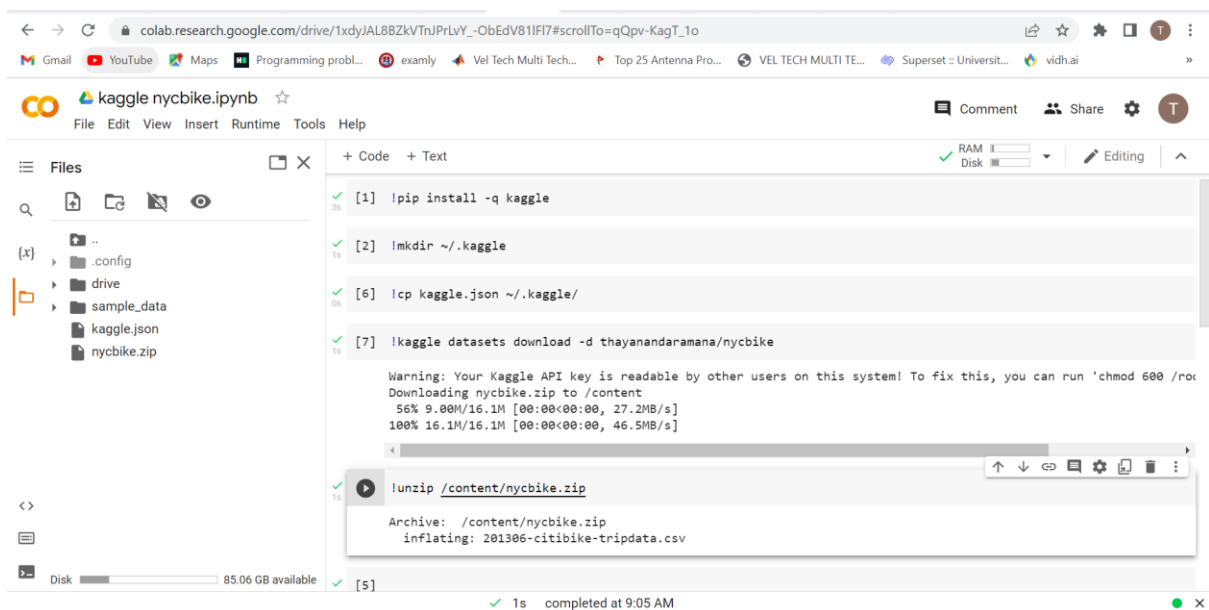 colab.research.google.com/drive/1xdyJAL8BZkVTnJPrLvY_-ObEdV81lFl7#scrollTo=qQpv-KagT_1o
T
Gmail YouTube Maps Programming probl... examly Vel Tech Multi Tech... Top 25 Antenna Pro... VEL TECH MULTI TE... Superset :: Universit... vidh.ai »
CO kaggle nycbike.ipynb
File Edit View Insert Runtime Tools Help
Comment Share T
Files
{x}
..
.config
drive
sample_data
kaggle.json
nycbike.zip
<>
Disk 85.06 GB available
+ Code + Text
RAM
Disk
Editing
3s [1] !pip install -q kaggle
1s [2] !mkdir ~/.kaggle
0s [6] !cp kaggle.json ~/.kaggle/
1s [7] !kaggle datasets download -d thayanandaramana/nycbike
Warning: Your Kaggle API key is readable by other users on this system! To fix this, you can run 'chmod 600 /roo
Downloading nycbike.zip to /content
56% 9.00M/16.1M [00:00<00:00, 27.2MB/s]
100% 16.1M/16.1M [00:00<00:00, 46.5MB/s]
1s !unzip /content/nycbike.zip
Archive: /content/nycbike.zip
inflating: 201306-citibike-tripdata.csv
[5]
1s completed at 9:05 AM